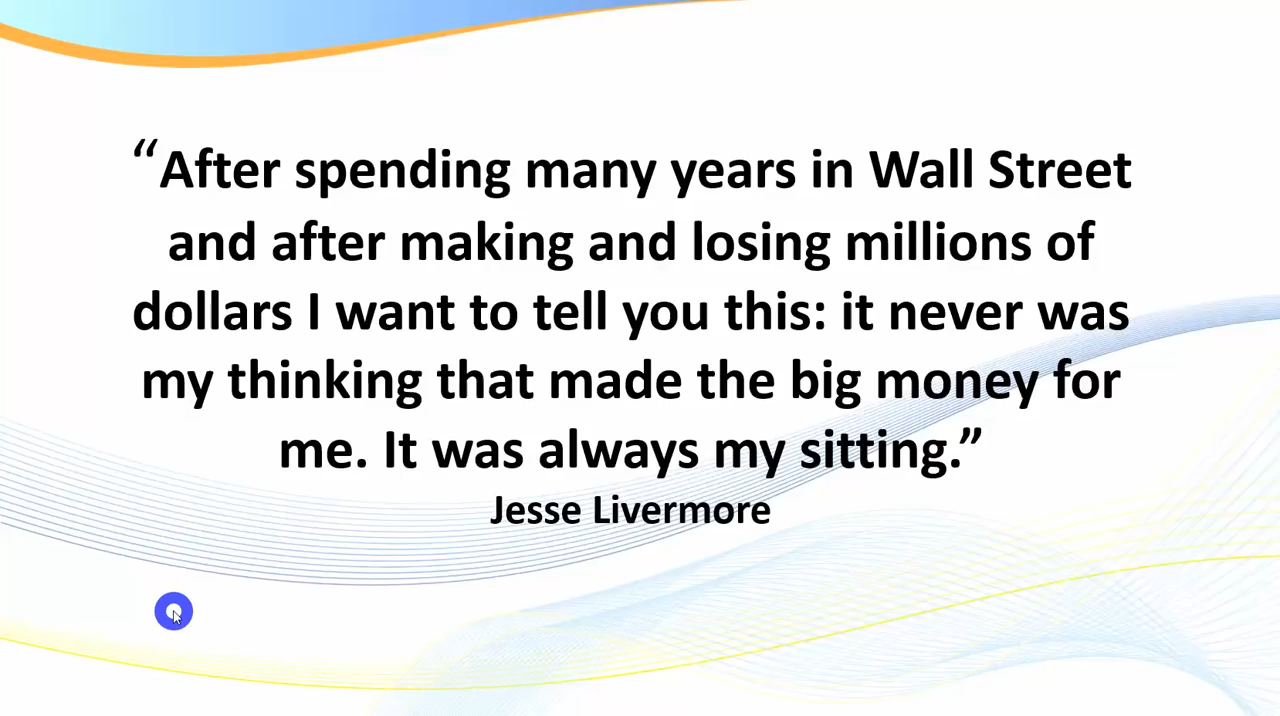 “After spending many years in Wall Street
and after making and losing millions of
dollars I want to tell you this: it never was
my thinking that made the big money for
me. It was always my sitting.”
Jesse Livermore